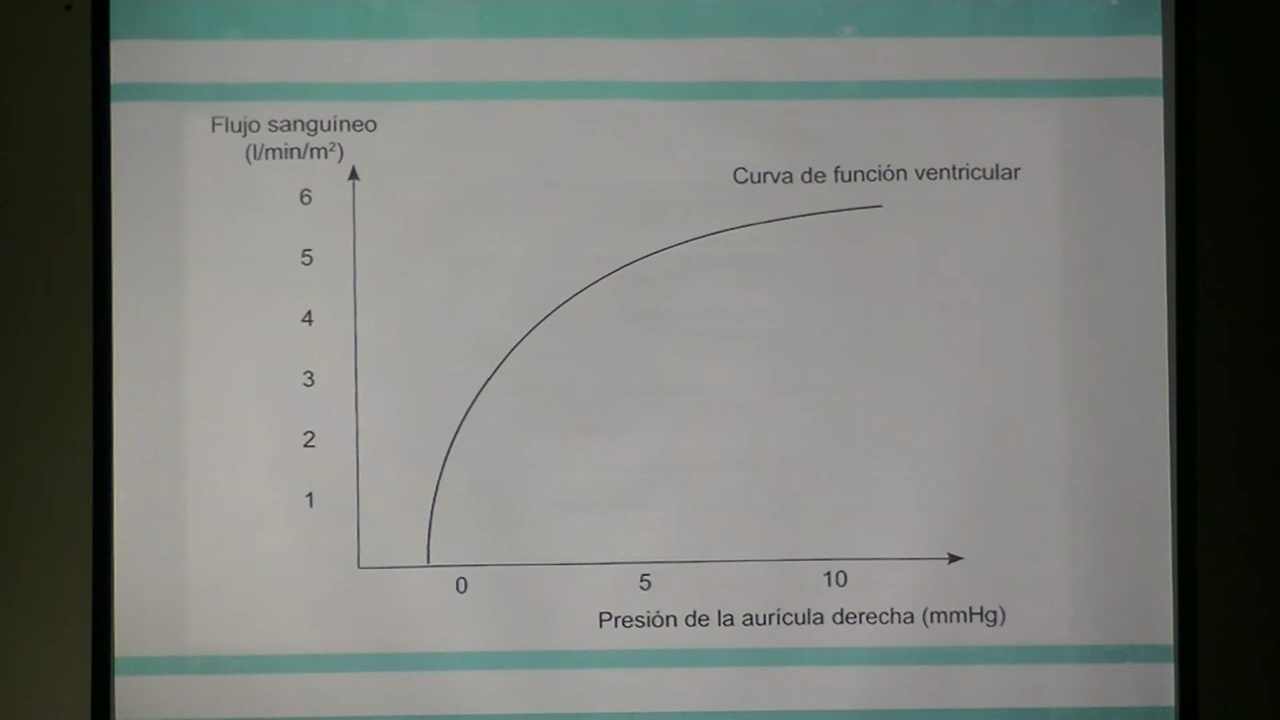 Flujo sanguíneo
(l/min/m²)
Curva de función ventricular
6
5
4
3
2
1
0 5 10
Presión de la aurícula derecha (mmHg)